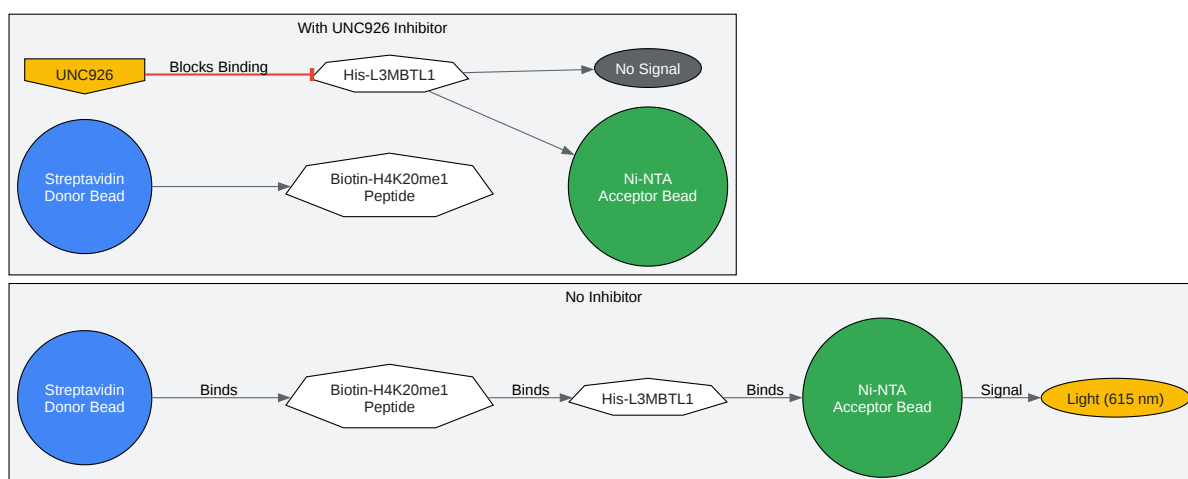 With UNC926 Inhibitor
UNC926
Blocks Binding
His-L3MBTL1
No Signal
Streptavidin
Donor Bead
Biotin-H4K20me1
Peptide
Ni-NTA
Acceptor Bead
No Inhibitor
Streptavidin
Donor Bead
Binds
Biotin-H4K20me1
Peptide
Binds
His-L3MBTL1
Binds
Ni-NTA
Acceptor Bead
Signal
Light (615 nm)